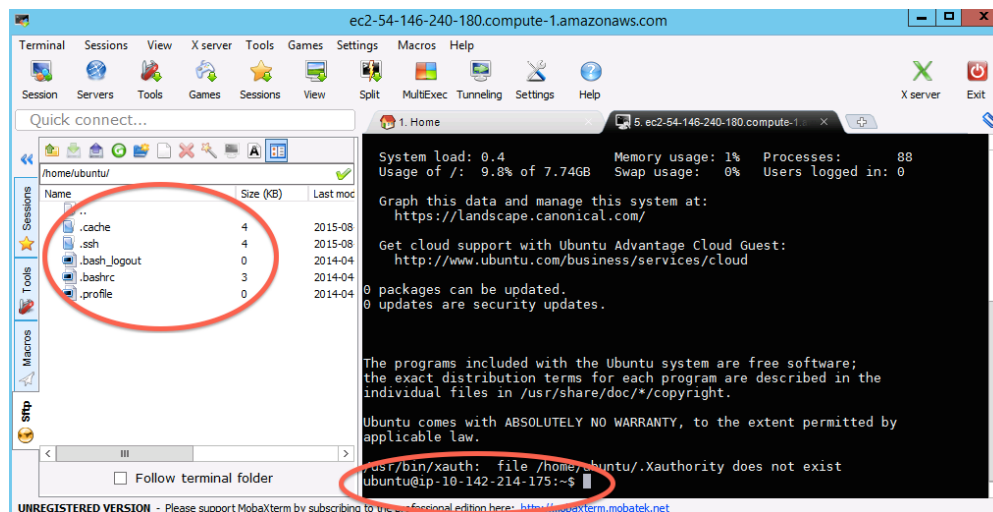 ec2-54-146-240-180.compute-1.amazonaws.com
Terminal Sessions View X server Tools Games Settings Macros Help
Session Servers Tools Games Sessions View Split MultiExec Tunneling Settings Help X server Exit
Quick connect...
1. Home
5. ec2-54-146-240-180.compute-1.
/home/ubuntu/
Name Size (KB) Last mod
..
.cache 4 2015-08
.ssh 4 2015-08
.bash_logout 0 2014-04
.bashrc 3 2014-04
.profile 0 2014-04
Sessions
Tools
Macros
Sftp
Follow terminal folder
System load: 0.4 Memory usage: 1% Processes: 88
Usage of /: 9.8% of 7.74GB Swap usage: 0% Users logged in: 0
Graph this data and manage this system at:
https://landscape.canonical.com/
Get cloud support with Ubuntu Advantage Cloud Guest:
http://www.ubuntu.com/business/services/cloud
0 packages can be updated.
0 updates are security updates.
The programs included with the Ubuntu system are free software;
the exact distribution terms for each program are described in the
individual files in /usr/share/doc/*/copyright.
Ubuntu comes with ABSOLUTELY NO WARRANTY, to the extent permitted by
applicable law.
/usr/bin/xauth: file /home/ubuntu/.Xauthority does not exist
ubuntu@ip-10-142-214-175:~$
UNREGISTERED VERSION - Please support MobaXterm by subscribing to the professional edition here: http://mobaxterm.mobatek.net